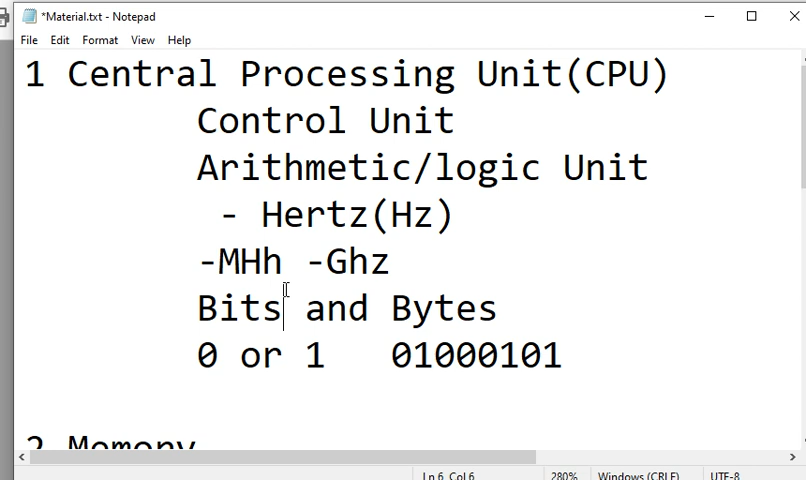 *Material.txt - Notepad
File Edit Format View Help
1 Central Processing Unit(CPU)
Control Unit
Arithmetic/logic Unit
- Hertz(Hz)
-MHh -Ghz
Bits and Bytes
0 or 1 01000101
2 Memory
Ln 6, Col 6 280% Windows (CRLF) UTF-8